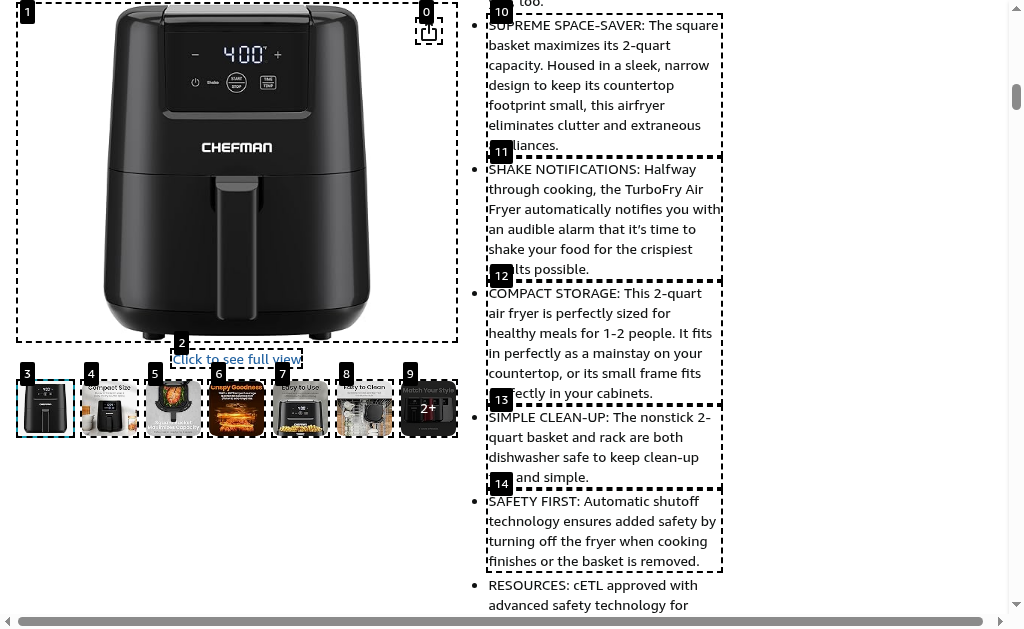 1
0
400°F
Shake
START
STOP
TIME
TEMP
CHEFMAN
2
Click to see full view
3
4
5
6
7
8
9
Compact Size
Crispy Goodness
Easy to Use
Easy to Clean
Match Your Style
2+
10
too.
SUPREME SPACE-SAVER: The square
basket maximizes its 2-quart
capacity. Housed in a sleek, narrow
design to keep its countertop
footprint small, this airfryer
eliminates clutter and extraneous
liances.
11
SHAKE NOTIFICATIONS: Halfway
through cooking, the TurboFry Air
Fryer automatically notifies you with
an audible alarm that it's time to
shake your food for the crispiest
lts possible.
12
COMPACT STORAGE: This 2-quart
air fryer is perfectly sized for
healthy meals for 1-2 people. It fits
in perfectly as a mainstay on your
countertop, or its small frame fits
ectly in your cabinets.
13
SIMPLE CLEAN-UP: The nonstick 2-
quart basket and rack are both
dishwasher safe to keep clean-up
and simple.
14
SAFETY FIRST: Automatic shutoff
technology ensures added safety by
turning off the fryer when cooking
finishes or the basket is removed.
RESOURCES: cETL approved with
advanced safety technology for